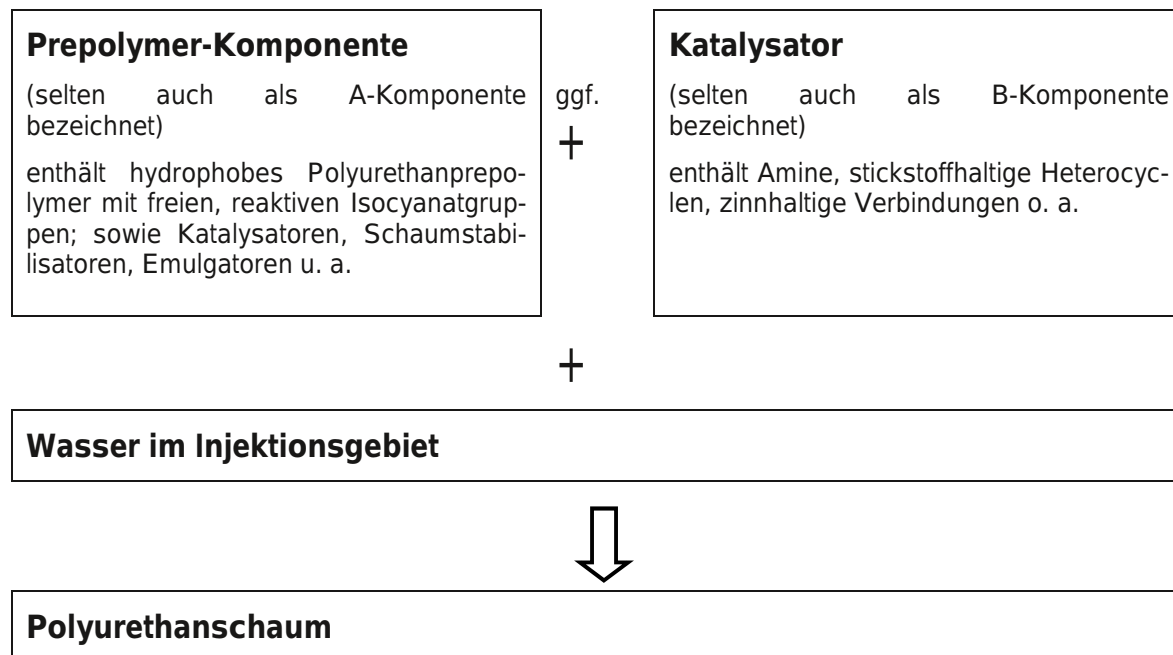 Prepolymer-Komponente
(selten auch als A-Komponente
bezeichnet)
enthält hydrophobes Polyurethanprepo-
lymer mit freien, reaktiven Isocyanatgrup-
pen; sowie Katalysatoren, Schaumstabi-
lisatoren, Emulgatoren u. a.
ggf.
+
Katalysator
(selten auch als B-Komponente
bezeichnet)
enthält Amine, stickstoffhaltige Heterocyc-
len, zinnhaltige Verbindungen o. a.
+
Wasser im Injektionsgebiet
Polyurethanschaum